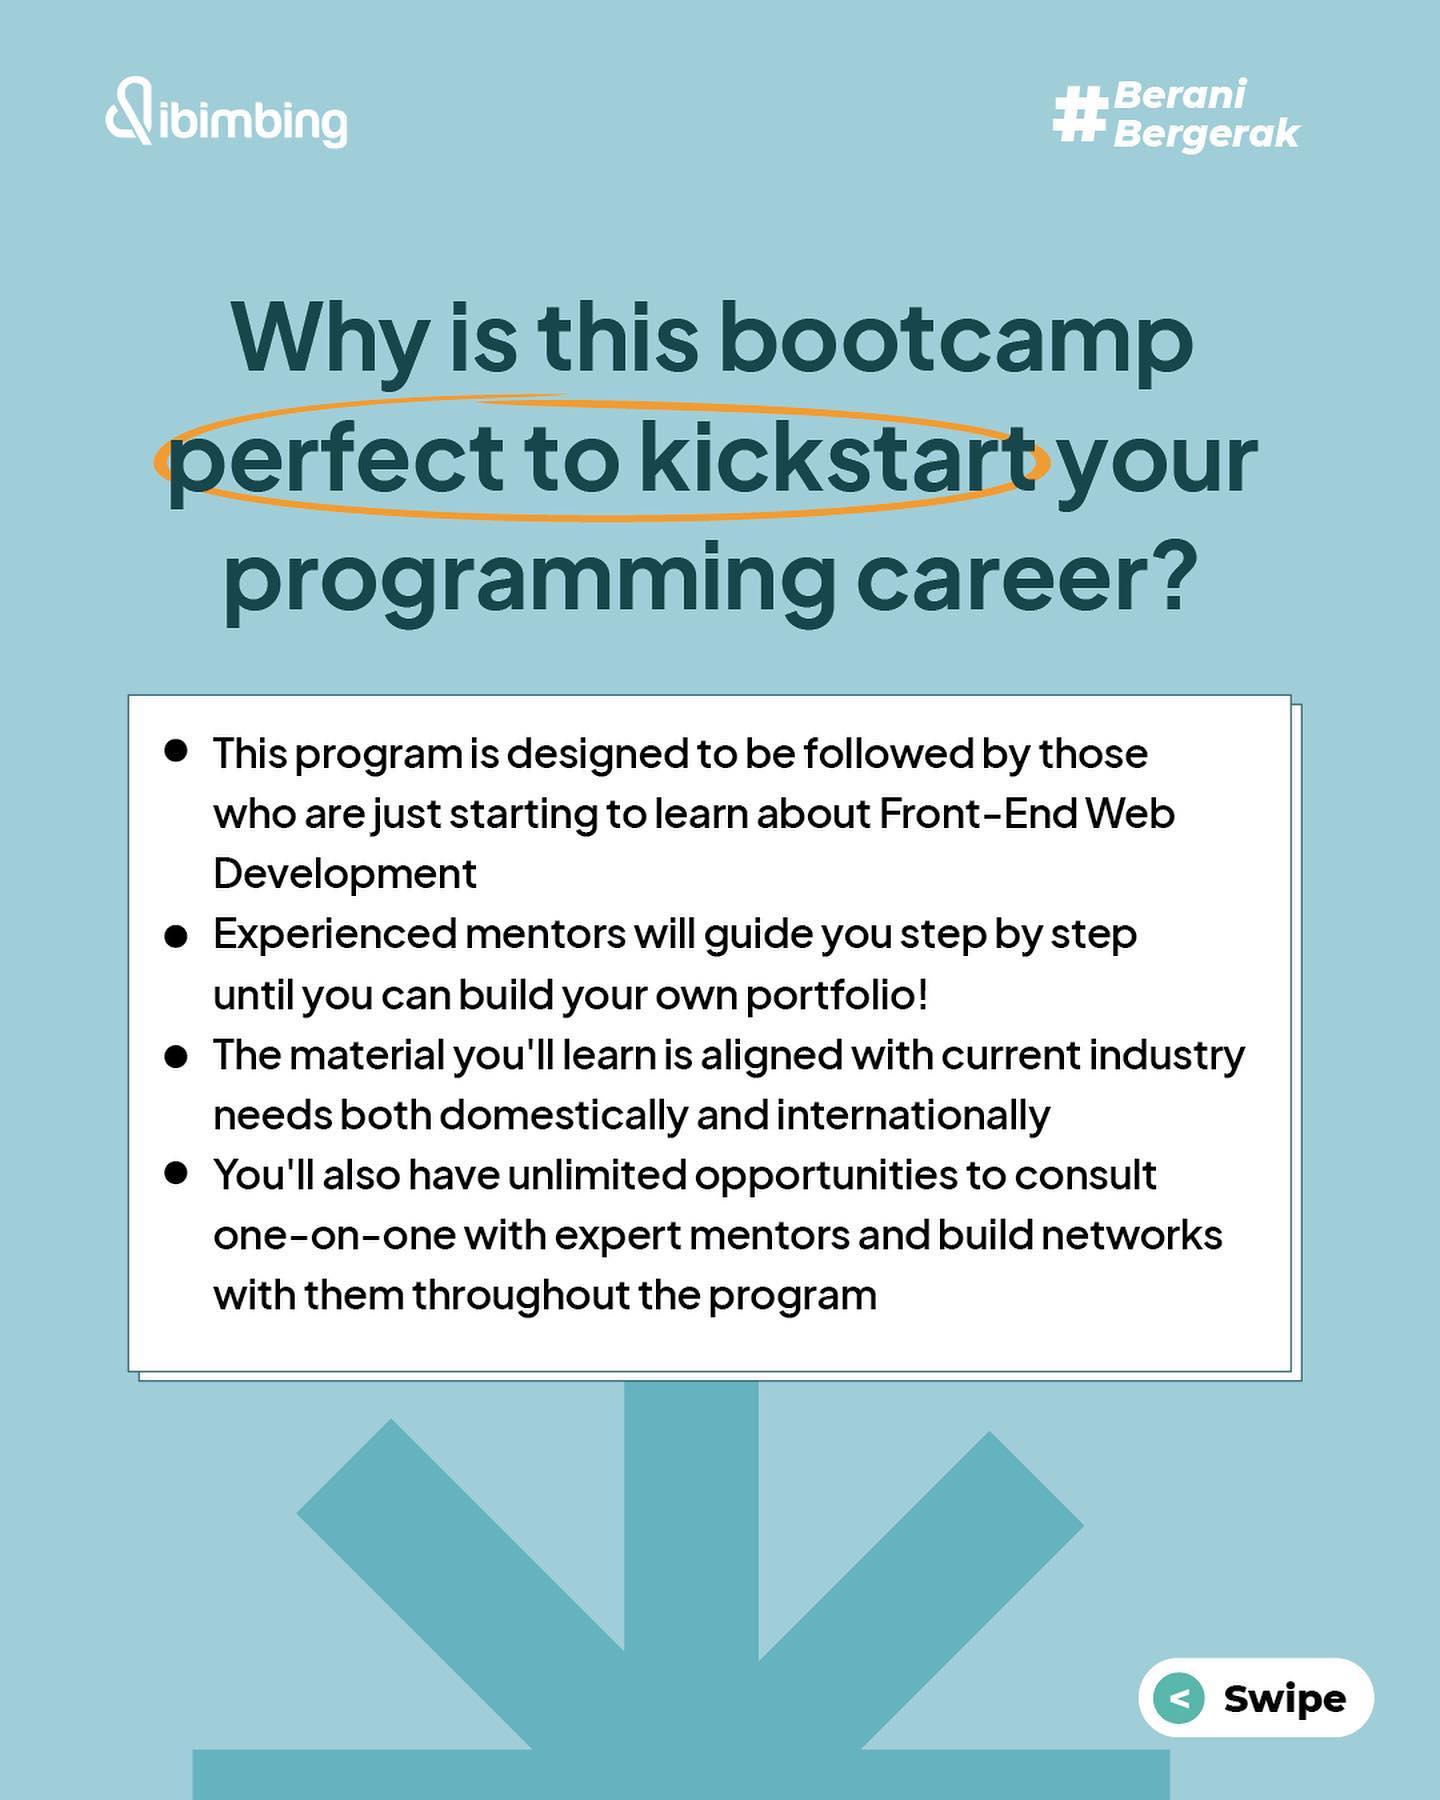 dibimbing
#Berani
Bergerak
Why is this bootcamp
perfect to kickstart your
programming career?
● This program is designed to be followed by those
who are just starting to learn about Front-End Web
Development
● Experienced mentors will guide you step by step
until you can build your own portfolio!
● The material you'll learn is aligned with current industry
needs both domestically and internationally
● You'll also have unlimited opportunities to consult
one-on-one with expert mentors and build networks
with them throughout the program
< Swipe